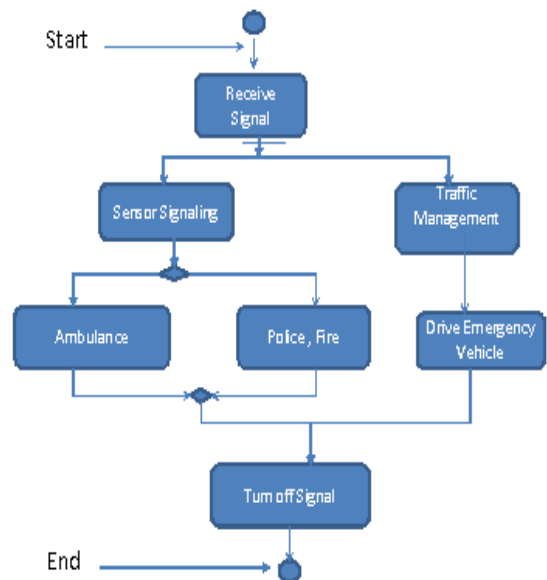 Start
Receive
Signal
Sensor Signaling
Traffic
Management
Ambulance
Police , Fire
Drive Emergency
Vehicle
Turn off Signal
End